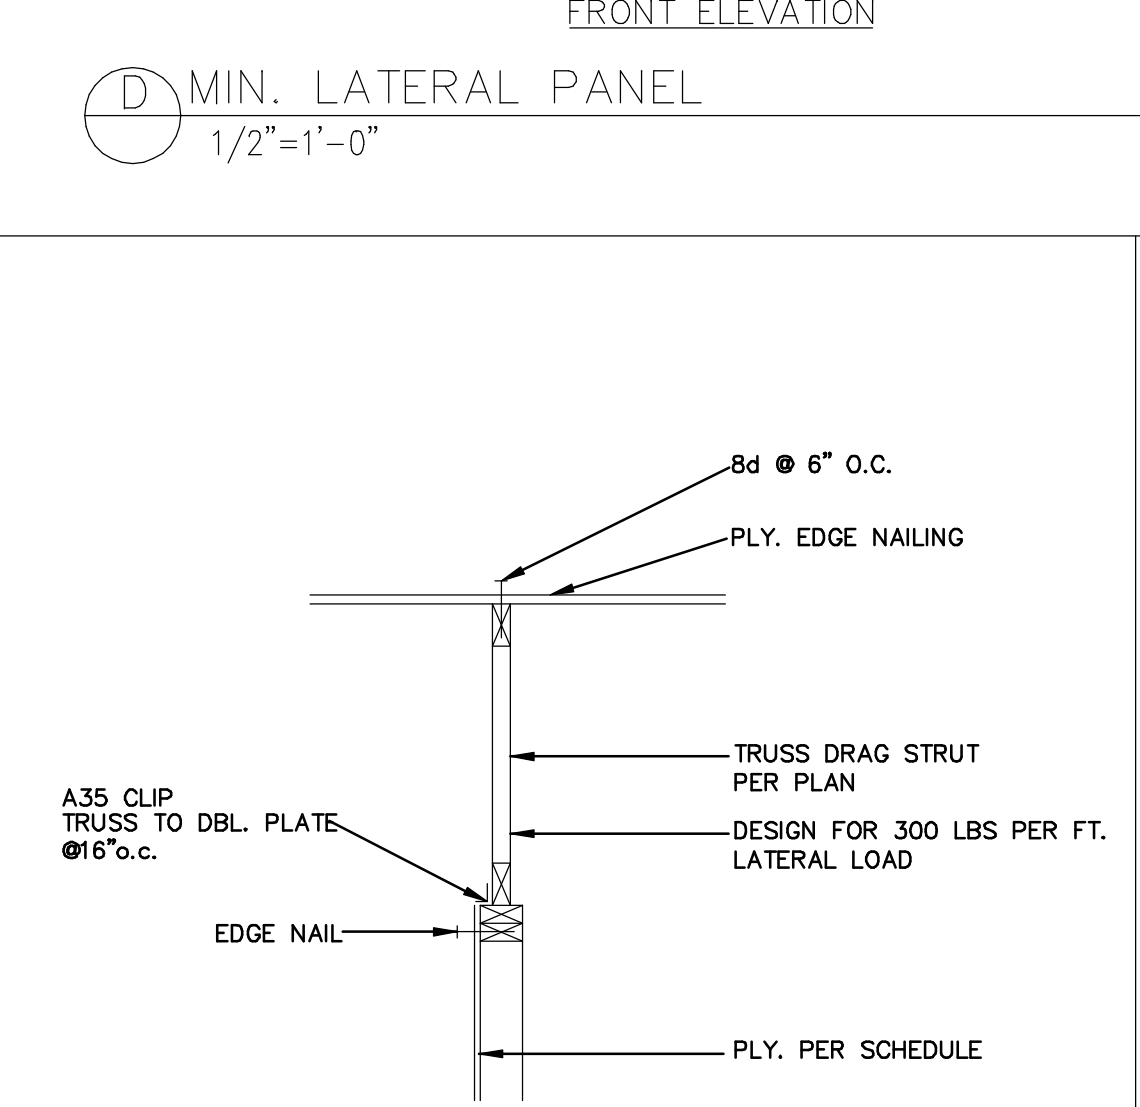 FRONT ELEVATION
D
MIN. LATERAL PANEL
1/2”=1’-0”
8d @ 6” O.C.
PLY. EDGE NAILING
TRUSS DRAG STRUT
PER PLAN
A35 CLIP
TRUSS TO DBL. PLATE
@16”o.c.
DESIGN FOR 300 LBS PER FT.
LATERAL LOAD
EDGE NAIL
PLY. PER SCHEDULE